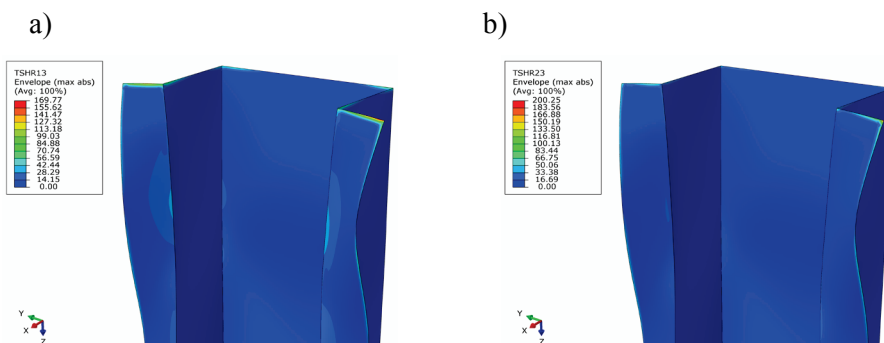 a)
TSHR13
Envelope (max abs)
(Avg: 100%)
169.77
155.62
141.47
127.32
113.18
99.03
84.88
70.74
56.59
42.44
28.29
14.15
0.00
Y
X
Z
b)
TSHR23
Envelope (max abs)
(Avg: 100%)
200.25
183.56
166.88
150.19
133.50
116.81
100.13
83.44
66.75
50.06
33.38
16.69
0.00
Y
X
Z